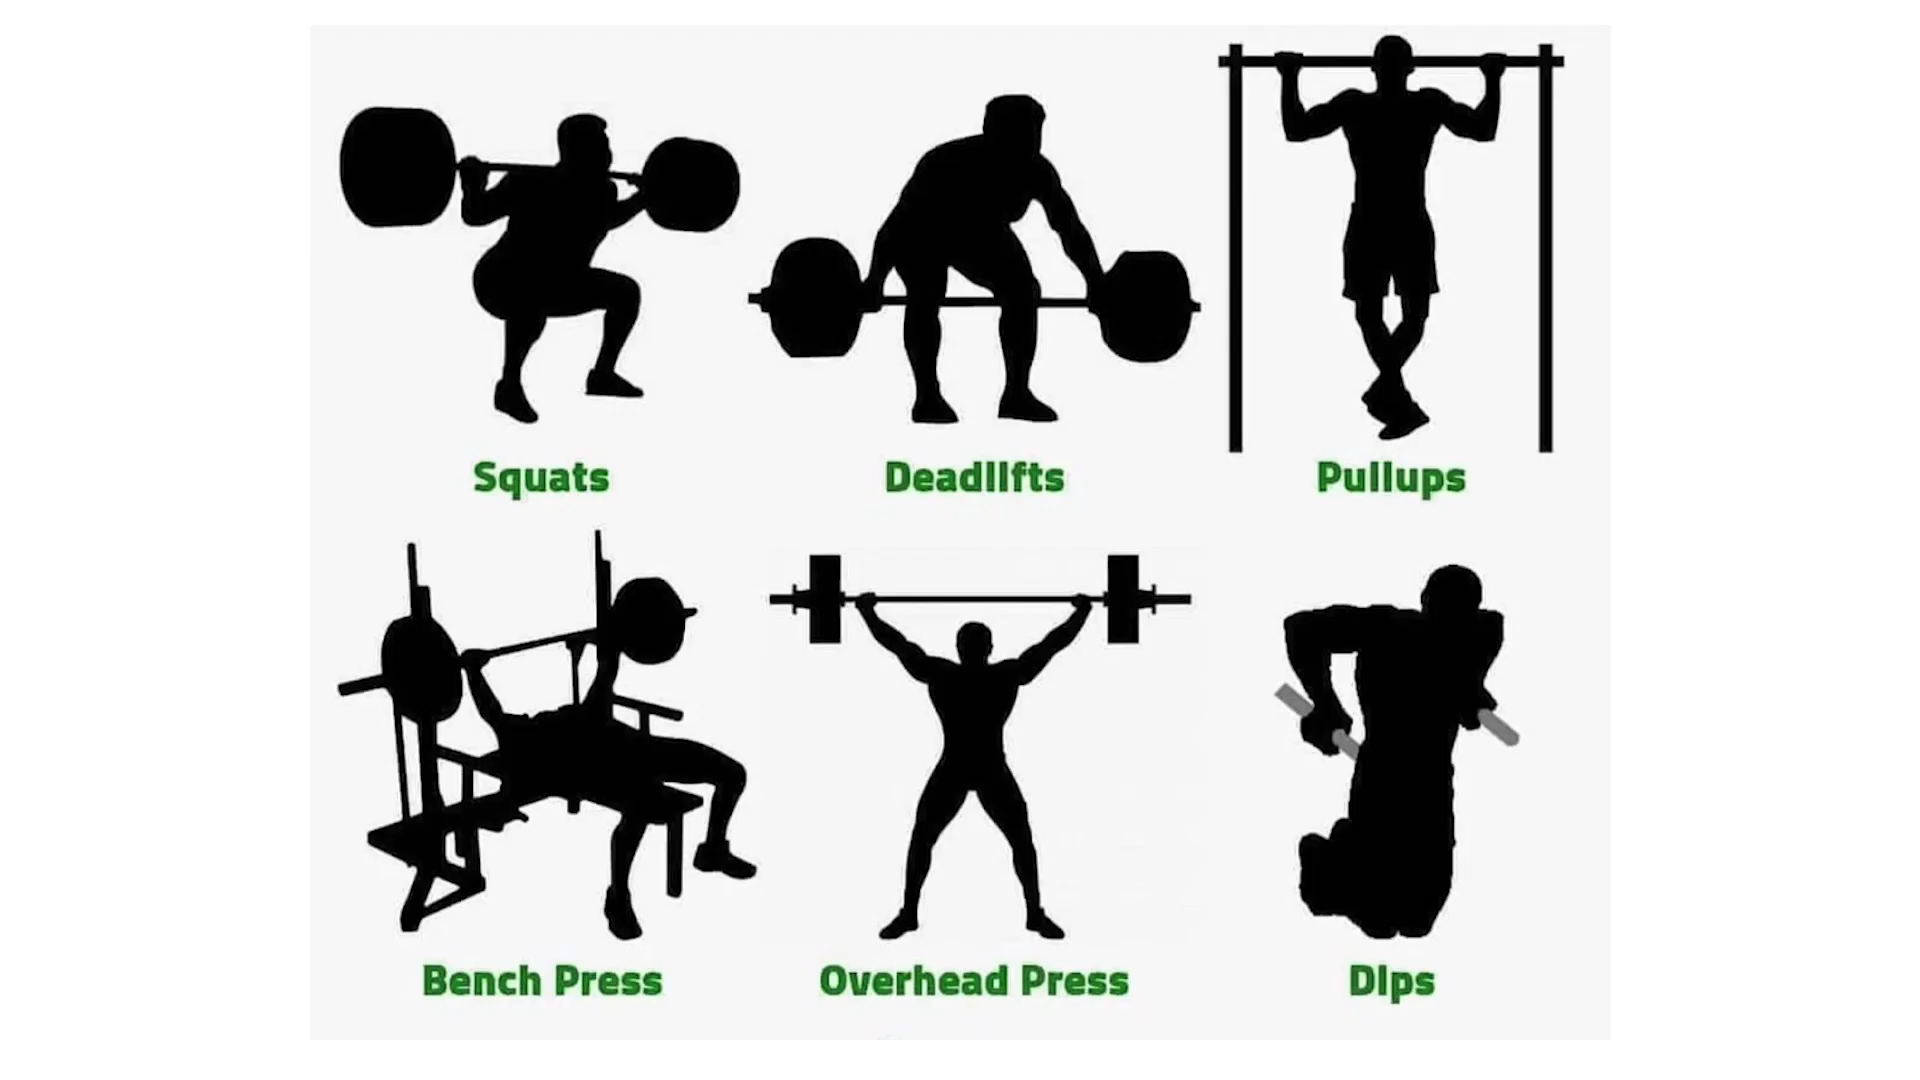 Squats
Deadlifts
Pullups
Bench Press
Overhead Press
Dips